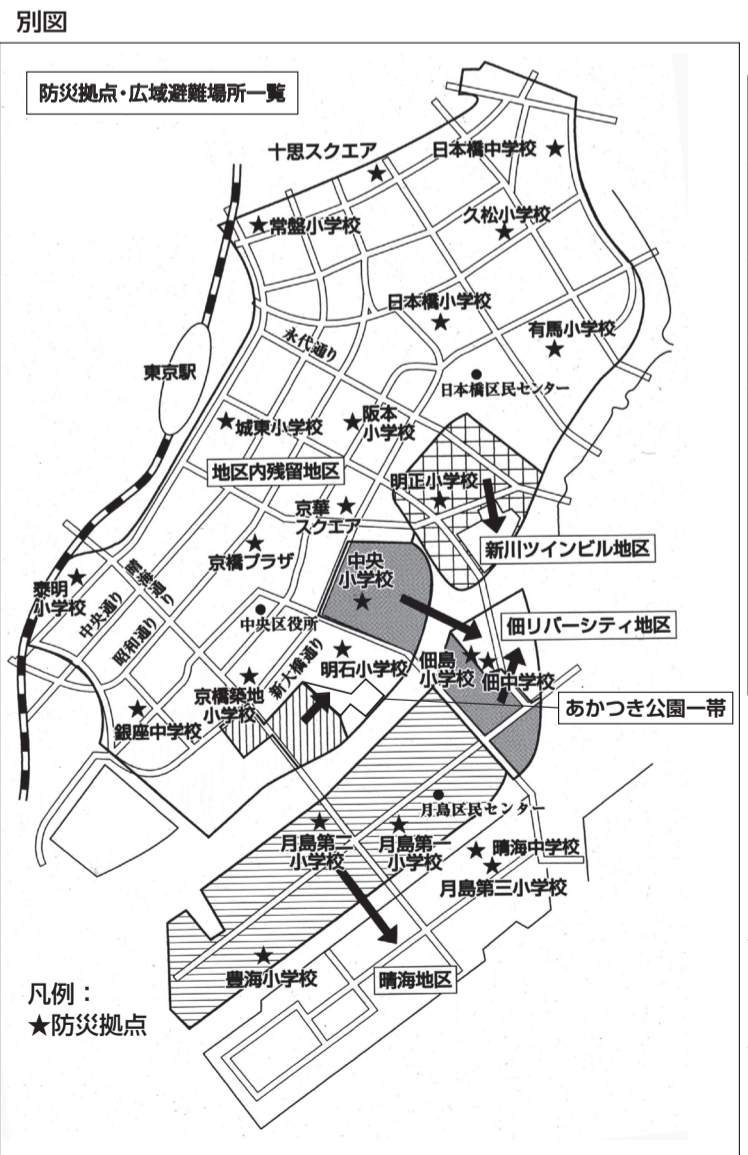 別図
防災拠点・広域避難場所一覧
十思スクエア
日本橋中学校
常盤小学校
久松小学校
日本橋小学校
有馬小学校
永代通り
東京駅
日本橋区民センター
城東小学校
阪本
小学校
地区内残留地区
明正小学校
京華
スクエア
新川ツインビル地区
京橋プラザ
中央
小学校
泰明
小学校
中央通り
昭和通り
中央区役所
佃リバーシティ地区
新大橋通り
明石小学校
佃島
小学校
佃中学校
京橋築地
小学校
あかつき公園一帯
銀座中学校
月島区民センター
月島第二
小学校
月島第一
小学校
晴海中学校
月島第三小学校
豊海小学校
晴海地区
凡例：
★防災拠点